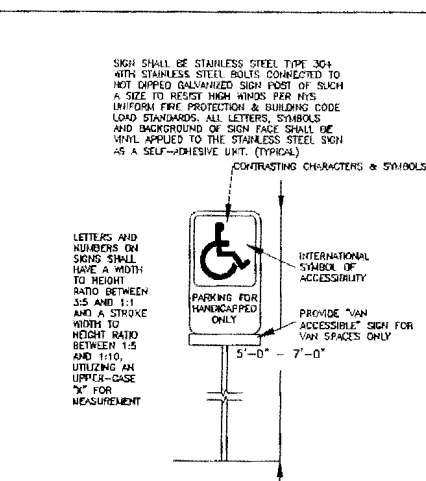 SIGN SHALL BE STAINLESS STEEL TYPE 304
WITH STAINLESS STEEL BOLTS CONNECTED TO
HOT DIPPED GALVANIZED SIGN POST OF SUCH
A SIZE TO RESIST HIGH WINDS PER NYS
UNIFORM FIRE PROTECTION & BUILDING CODE
LOAD STANDARDS. ALL LETTERS, SYMBOLS
AND BACKGROUND OF SIGN FACE SHALL BE
VINYL APPLIED TO THE STAINLESS STEEL SIGN
AS A SELF-ADHESIVE UNIT. (TYPICAL)
CONTRASTING CHARACTERS & SYMBOLS
LETTERS AND
NUMBERS ON
SIGNS SHALL
HAVE A WIDTH
TO HEIGHT
RATIO BETWEEN
3:5 AND 1:1
AND A STROKE
WIDTH TO
HEIGHT RATIO
BETWEEN 1:5
AND 1:10,
UTILIZING AN
UPPER-CASE
"X" FOR
MEASUREMENT
PARKING FOR
HANDICAPPED
ONLY
INTERNATIONAL
SYMBOL OF
ACCESSIBILITY
PROVIDE "VAN
ACCESSIBLE" SIGN FOR
VAN SPACES ONLY
5'-0" - 7'-0"